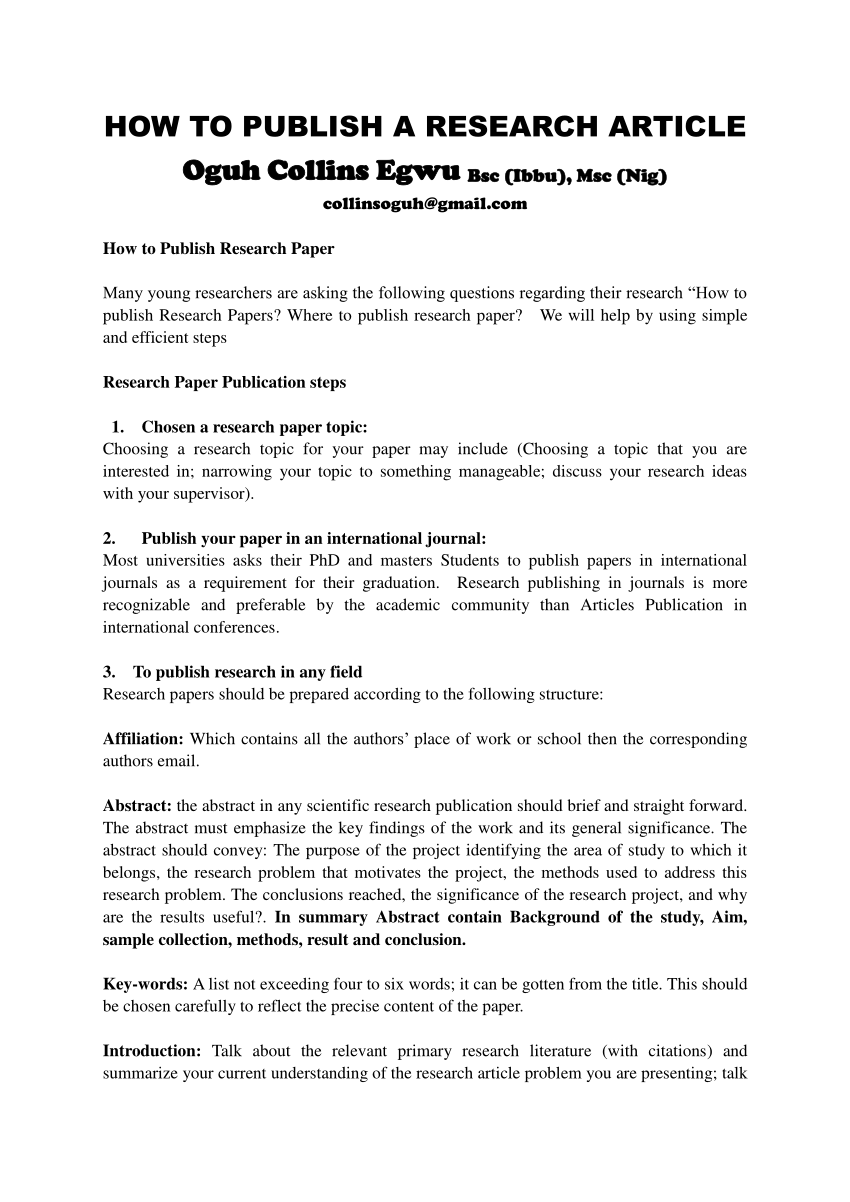 HOW TO PUBLISH A RESEARCH ARTICLE
Oguh Collins Egwu Bsc (Ibbu), Msc (Nig)
collinsoguh@gmail.com
How to Publish Research Paper
Many young researchers are asking the following questions regarding their research “How to
publish Research Papers? Where to publish research paper?   We will help by using simple
and efficient steps
Research Paper Publication steps
1.   Chosen a research paper topic:
Choosing a research topic for your paper may include (Choosing a topic that you are
interested in; narrowing your topic to something manageable; discuss your research ideas
with your supervisor).
2.   Publish your paper in an international journal:
Most universities asks their PhD and masters Students to publish papers in international
journals as a requirement for their graduation.  Research publishing in journals is more
recognizable and preferable by the academic community than Articles Publication in
international conferences.
3.   To publish research in any field
Research papers should be prepared according to the following structure:
Affiliation: Which contains all the authors’ place of work or school then the corresponding
authors email.
Abstract: the abstract in any scientific research publication should brief and straight forward.
The abstract must emphasize the key findings of the work and its general significance. The
abstract should convey: The purpose of the project identifying the area of study to which it
belongs, the research problem that motivates the project, the methods used to address this
research problem. The conclusions reached, the significance of the research project, and why
are the results useful?. In summary Abstract contain Background of the study, Aim,
sample collection, methods, result and conclusion.
Key-words: A list not exceeding four to six words; it can be gotten from the title. This should
be chosen carefully to reflect the precise content of the paper.
Introduction: Talk about the relevant primary research literature (with citations) and
summarize your current understanding of the research article problem you are presenting; talk